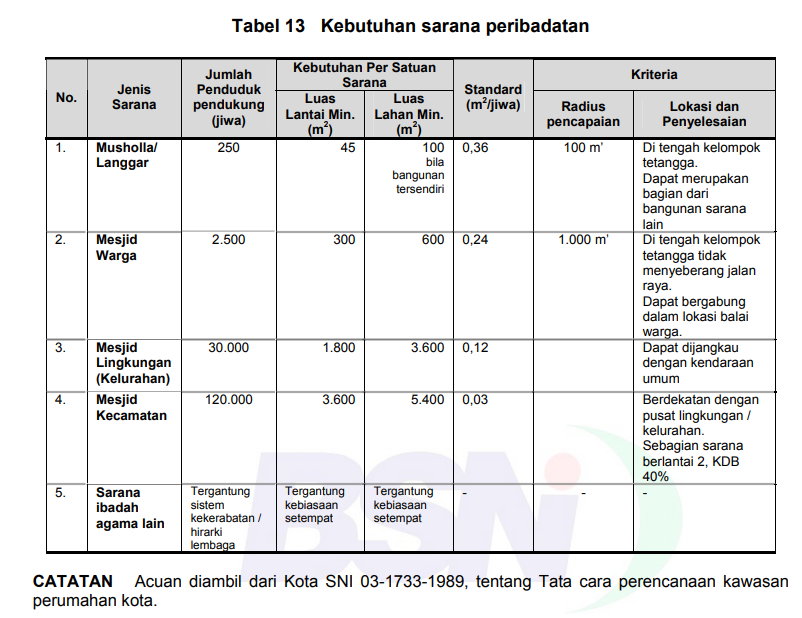 Tabel 13 Kebutuhan sarana peribadatan
No.
Jenis
Sarana
Jumlah
Penduduk
pendukung
(jiwa)
Kebutuhan Per Satuan
Sarana
Luas
Lantai Min.
(m²)
Luas
Lahan Min.
(m²)
Standard
(m²/jiwa)
Kriteria
Radius
pencapaian
Lokasi dan
Penyelesaian
1.
Musholla/
Langgar
250
45
100
bila
bangunan
tersendiri
0,36
100 m’
Di tengah kelompok
tetangga.
Dapat merupakan
bagian dari
bangunan sarana
lain
2.
Mesjid
Warga
2.500
300
600
0,24
1.000 m’
Di tengah kelompok
tetangga tidak
menyeberang jalan
raya.
Dapat bergabung
dalam lokasi balai
warga.
3.
Mesjid
Lingkungan
(Kelurahan)
30.000
1.800
3.600
0,12
Dapat dijangkau
dengan kendaraan
umum
4.
Mesjid
Kecamatan
120.000
3.600
5.400
0,03
Berdekatan dengan
pusat lingkungan /
kelurahan.
Sebagian sarana
berlantai 2, KDB
40%
5.
Sarana
ibadah
agama lain
Tergantung
sistem
kekerabatan /
hirarki
lembaga
Tergantung
kebiasaan
setempat
Tergantung
kebiasaan
setempat
-
-
-
BSNi
CATATAN Acuan diambil dari Kota SNI 03-1733-1989, tentang Tata cara perencanaan kawasan
perumahan kota.